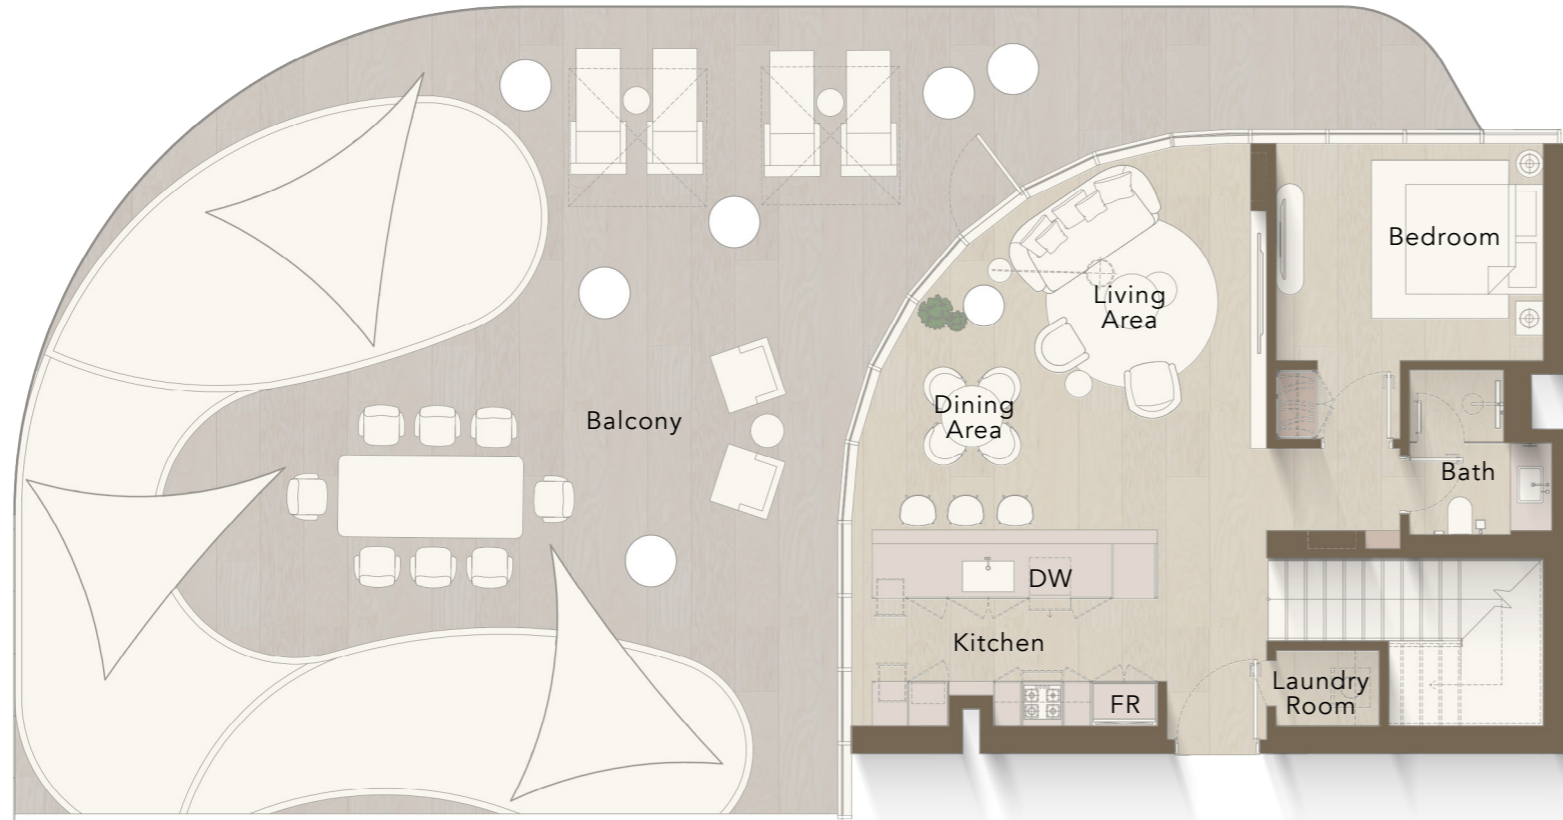 Bedroom
Living
Area
Dining
Area
Balcony
Bath
DW
Kitchen
Laundry
Room
FR